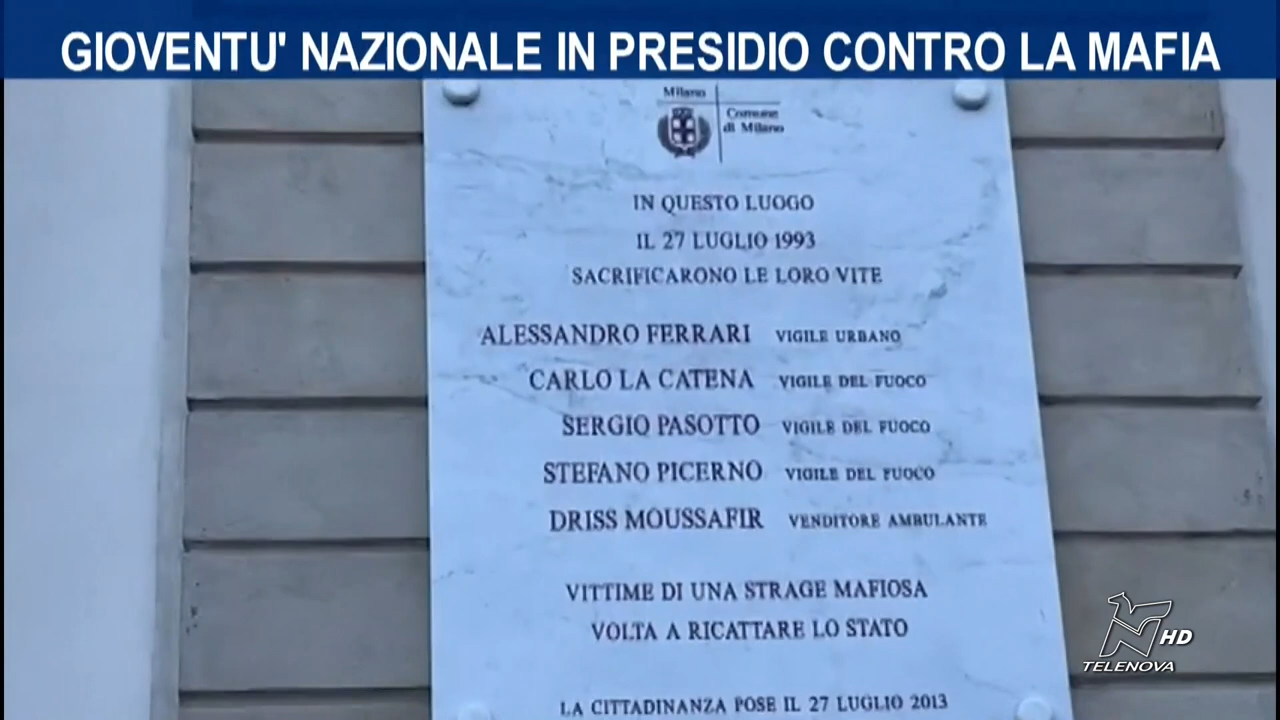 GIOVENTU' NAZIONALE IN PRESIDIO CONTRO LA MAFIA
Milano
Comune
di Milano
IN QUESTO LUOGO
IL 27 LUGLIO 1993
SACRIFICARONO LE LORO VITE
ALESSANDRO FERRARI VIGILE URBANO
CARLO LA CATENA VIGILE DEL FUOCO
SERGIO PASOTTO VIGILE DEL FUOCO
STEFANO PICERNO VIGILE DEL FUOCO
DRISS MOUSSAFIR VENDITORE AMBULANTE
VITTIME DI UNA STRAGE MAFIOSA
VOLTA A RICATTARE LO STATO
LA CITTADINANZA POSE IL 27 LUGLIO 2013
N HD
TELENOVA